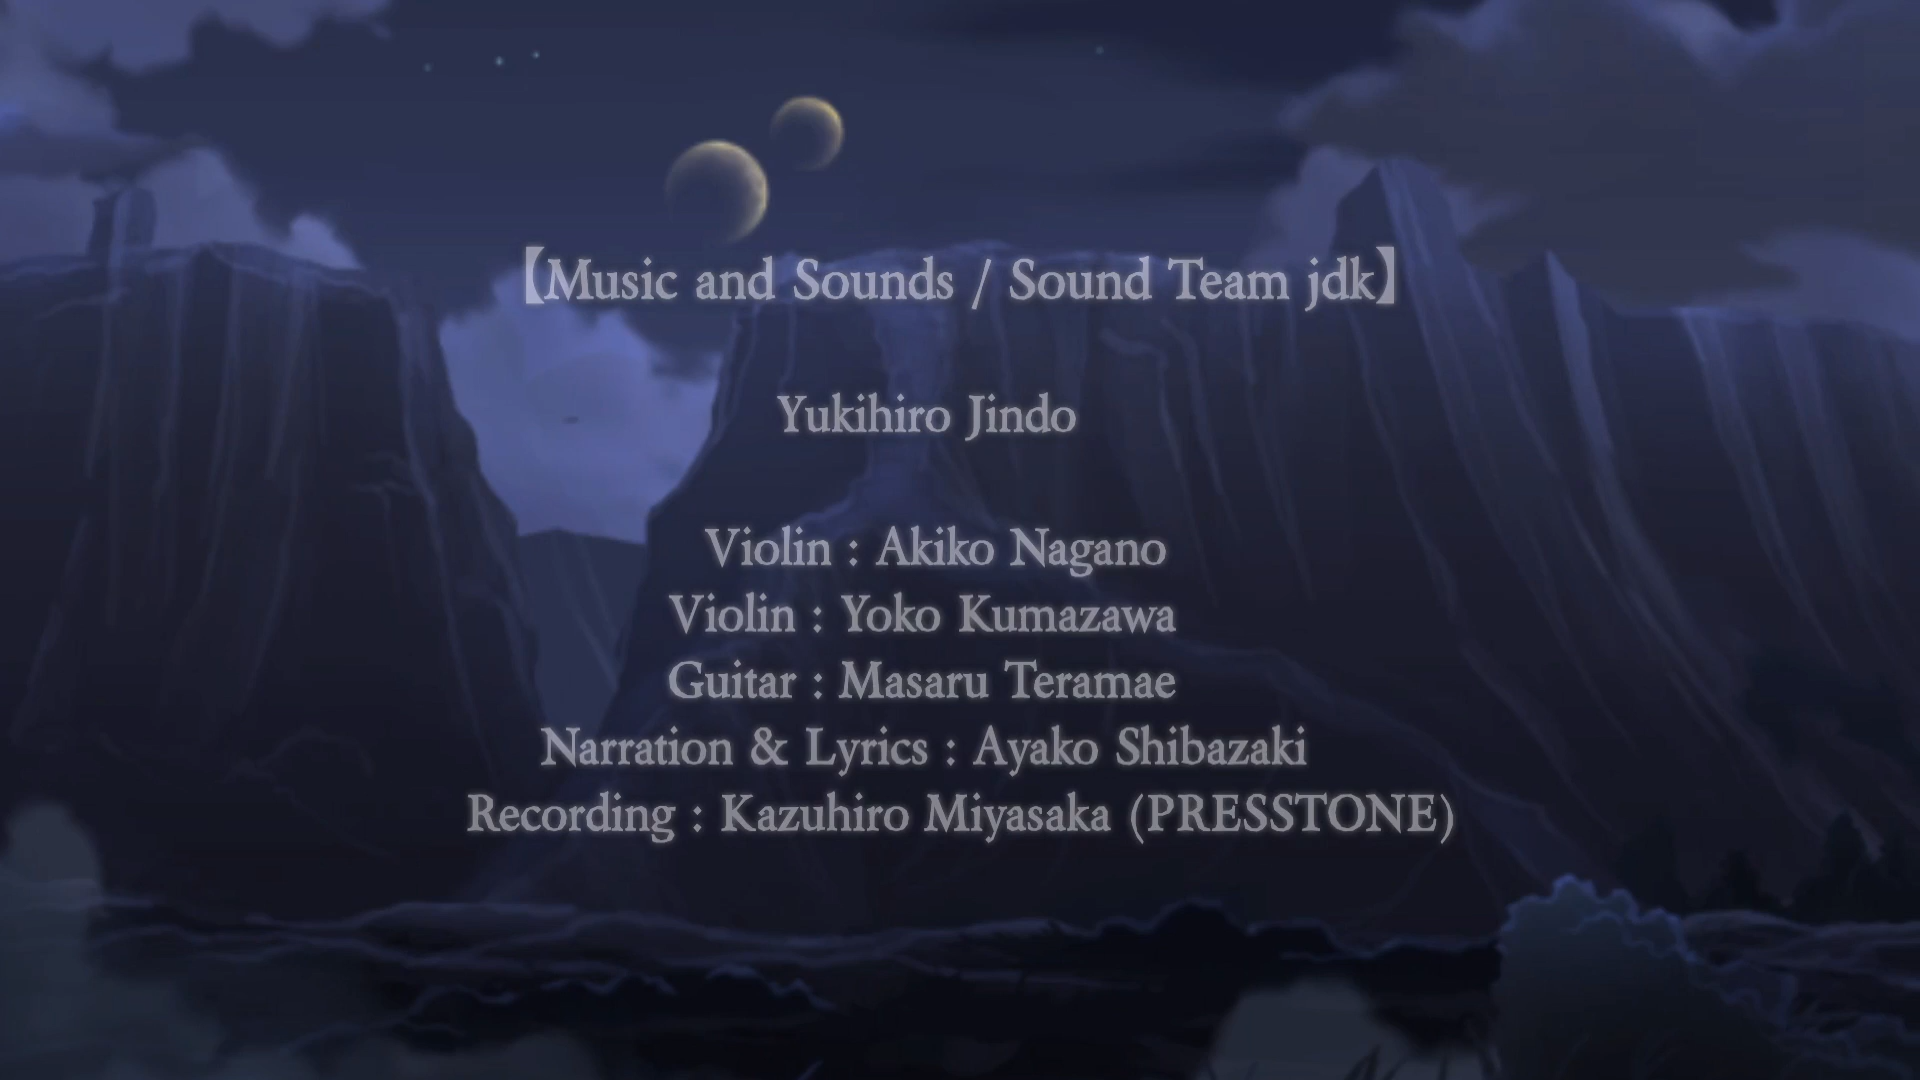 【Music and Sounds / Sound Team jdk】
Yukihiro Jindo
Violin : Akiko Nagano
Violin : Yoko Kumazawa
Guitar : Masaru Teramae
Narration & Lyrics : Ayako Shibazaki
Recording : Kazuhiro Miyasaka (PRESSTONE)